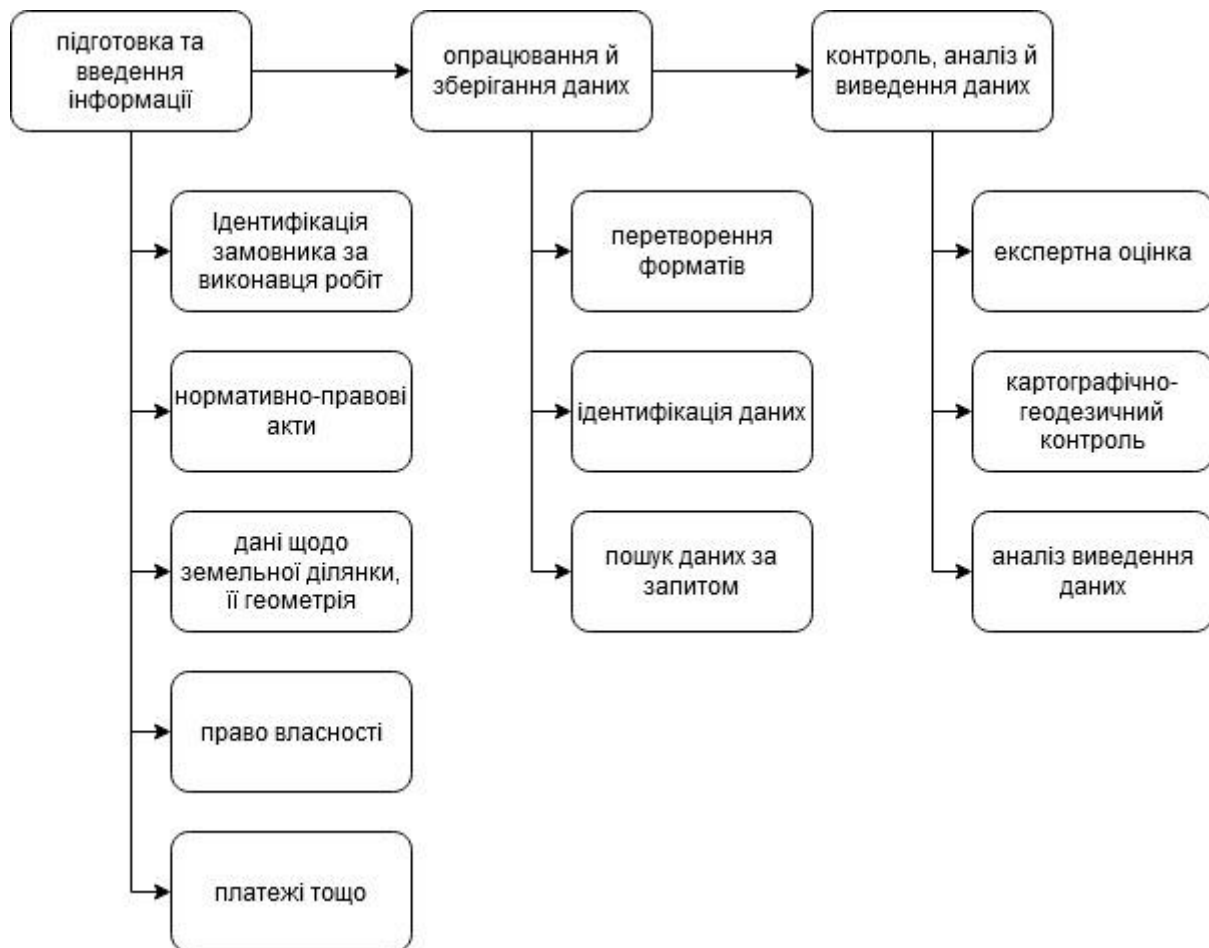 підготовка та
введення
інформації
опрацювання й
зберігання даних
контроль, аналіз й
виведення даних
Ідентифікація
замовника за
виконавця робіт
нормативно-правові
акти
дані щодо
земельної ділянки,
її геометрія
право власності
платежі тощо
перетворення
форматів
ідентифікація даних
пошук даних за
запитом
експертна оцінка
картографічно-
геодезичний
контроль
аналіз виведення
даних